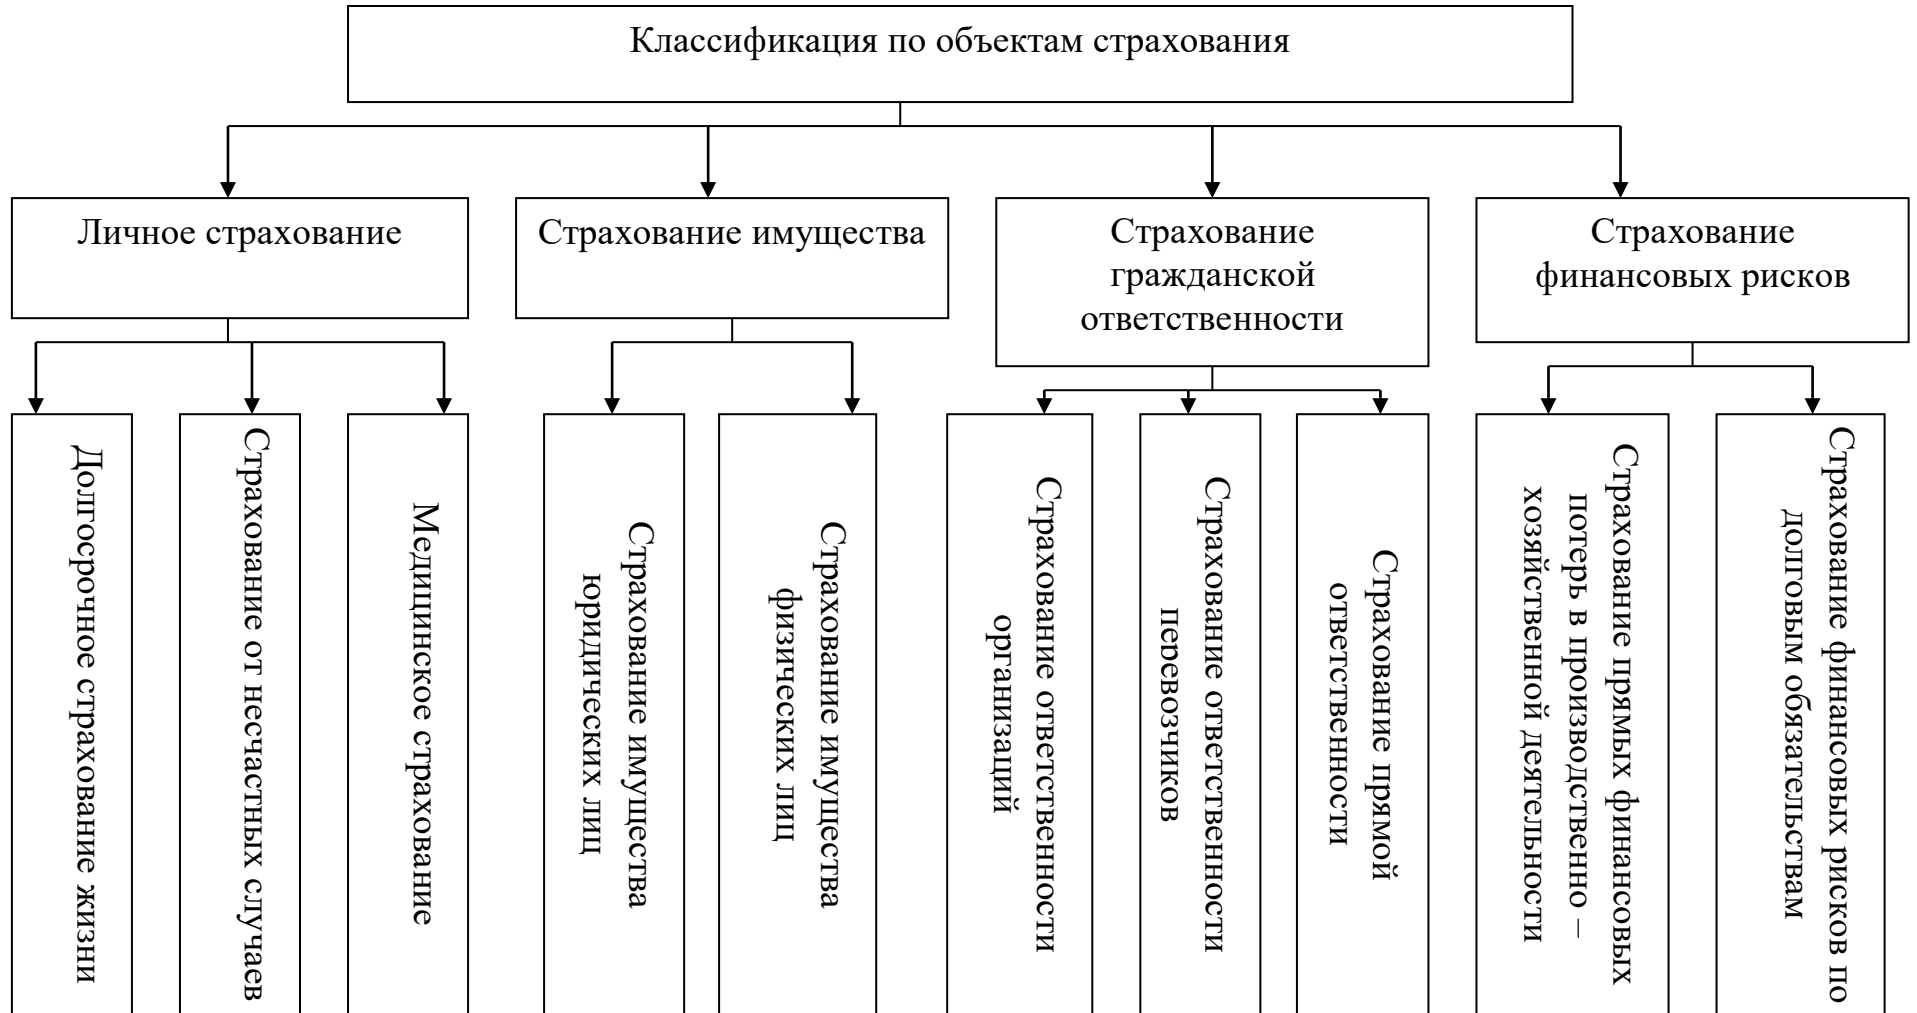 Классификация по объектам страхования
Личное страхование
Страхование имущества
Страхование
гражданской
ответственности
Страхование
финансовых рисков
Долгосрочное страхование жизни
Страхование от несчастных случаев
Медицинское страхование
Страхование имущества
юридических лиц
Страхование имущества
физических лиц
Страхование ответственности
организаций
Страхование ответственности
перевозчиков
Страхование прямой
ответственности
Страхование прямых финансовых
потерь в производственно –
хозяйственной деятельности
Страхование финансовых рисков по
долговым обязательствам